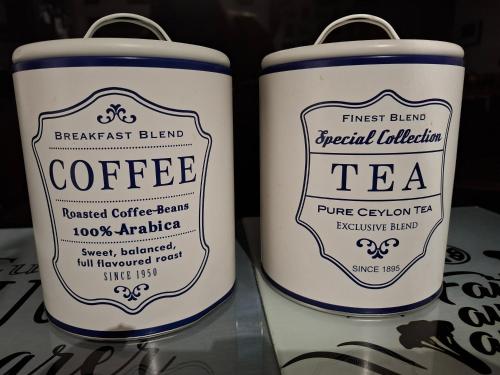 BREAKFAST BLEND
COFFEE
Roasted Coffee Beans
100% Arabica
Sweet, balanced,
full flavoured roast
SINCE 1950
FINEST BLEND
Special Collection
TEA
PURE CEYLON TEA
EXCLUSIVE BLEND
SINCE 1895